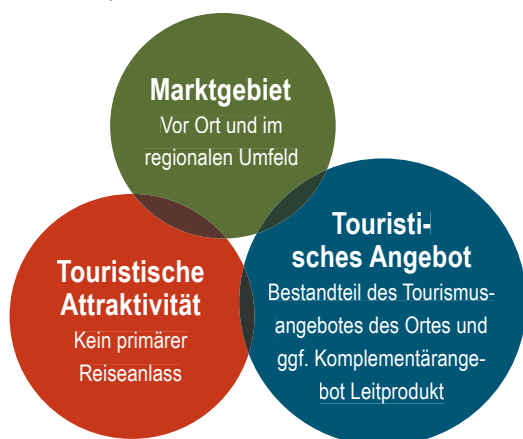 Marktgebiet
Vor Ort und im
regionalen Umfeld
Touristische
Attraktivität
Kein primärer
Reiseanlass
Touristi-
sches Angebot
Bestandteil des Tourismus-
angebotes des Ortes und
ggf. Komplementärange-
bot Leitprodukt